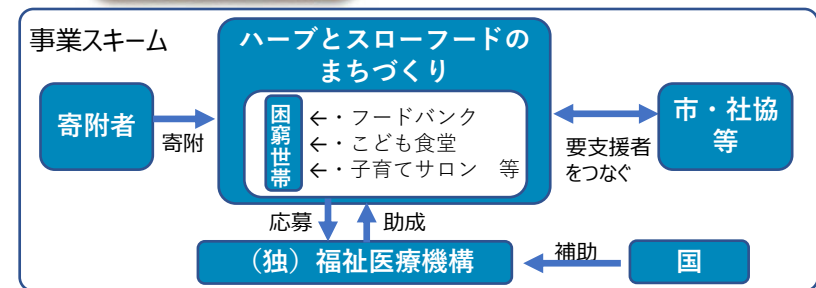 事業スキーム
ハーブとスローフードの
まちづくり
寄附者
寄附
困窮世帯
←・フードバンク
←・こども食堂
←・子育てサロン　等
要支援者
をつなぐ
市・社協
等
応募
助成
（独）福祉医療機構
補助
国